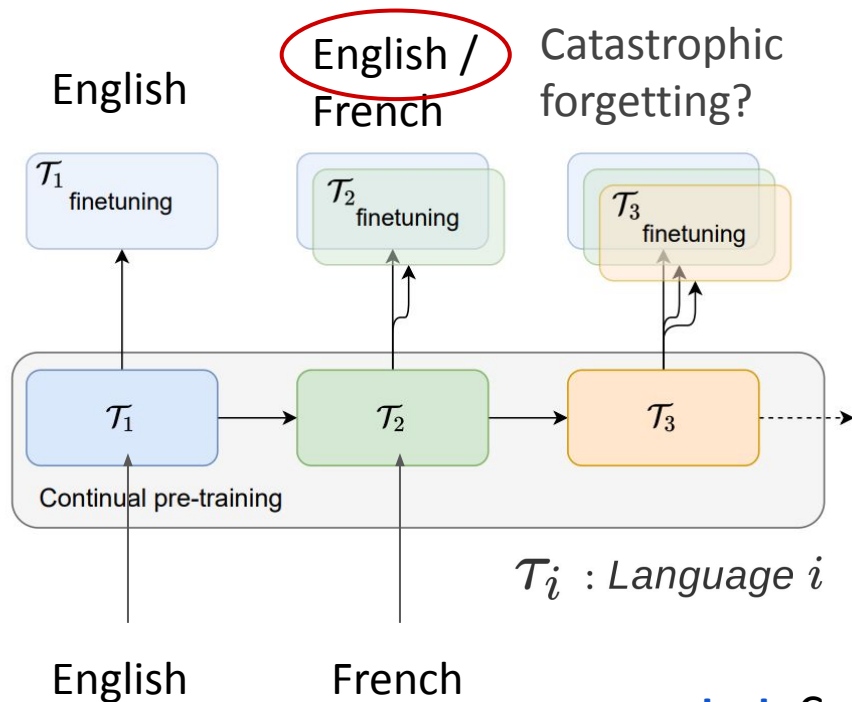 English
English /
French
Catastrophic
forgetting?
𝒯₁
finetuning
𝒯₂
finetuning
𝒯₃
finetuning
𝒯₁
𝒯₂
𝒯₃
Continual pre-training
𝒯ᵢ : Language i
English
French